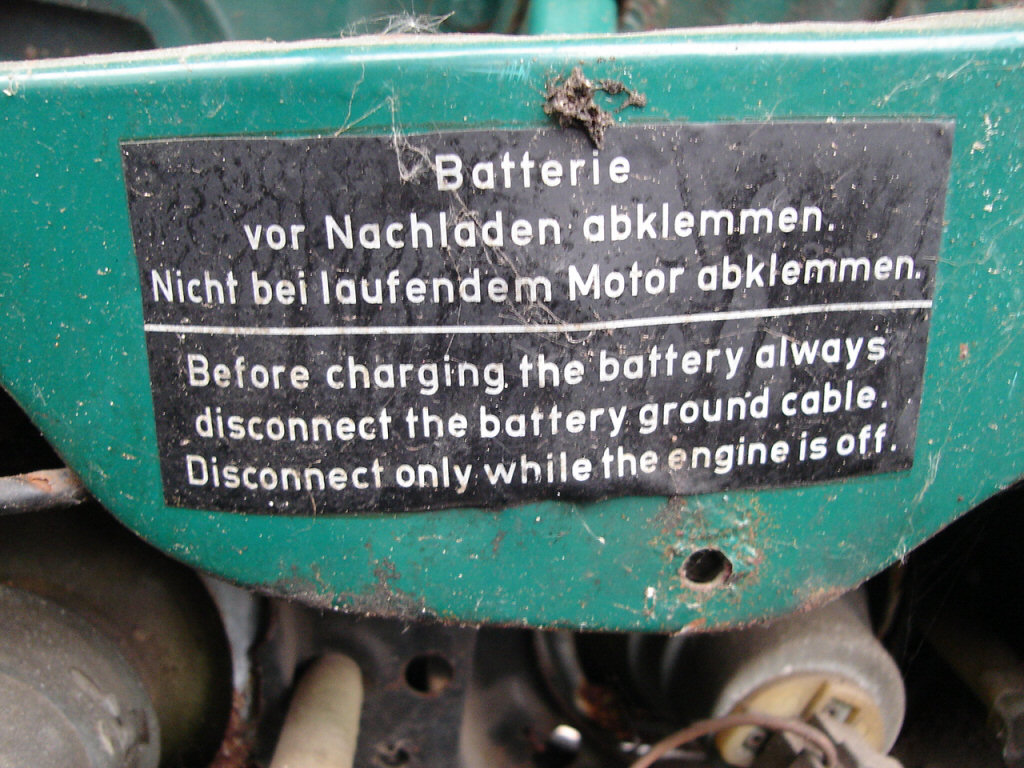 Batterie
vor Nachladen abklemmen.
Nicht bei laufendem Motor abklemmen.
Before charging the battery always
disconnect the battery ground cable.
Disconnect only while the engine is off.